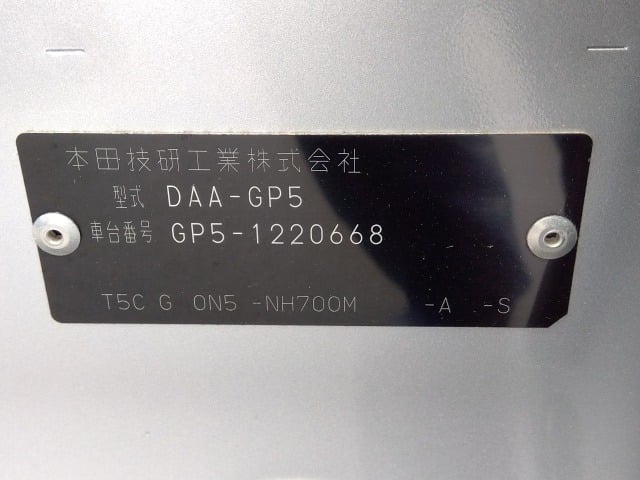 本田技研工業株式会社
型式 DAA-GP5
車台番号 GP5-1220668
T5C G ON5 -NH700M -A -S